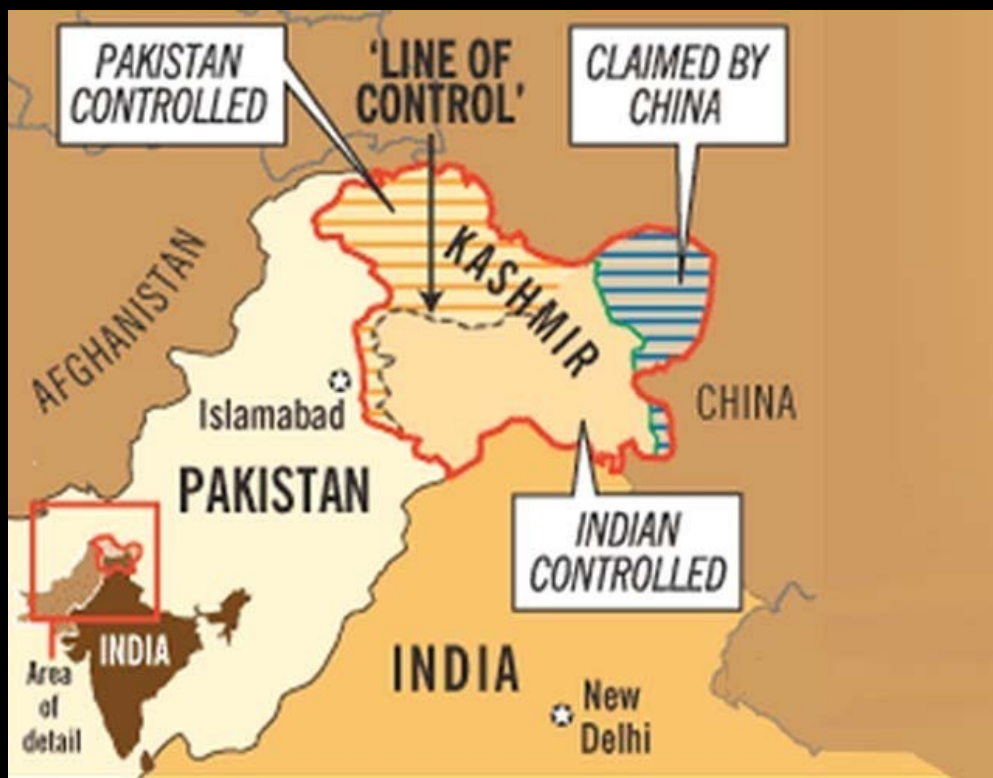 PAKISTAN
CONTROLLED
'LINE OF
CONTROL'
CLAIMED BY
CHINA
KASHMIR
AFGHANISTAN
Islamabad
CHINA
PAKISTAN
INDIAN
CONTROLLED
INDIA
Area
of
detail
INDIA
New
Delhi